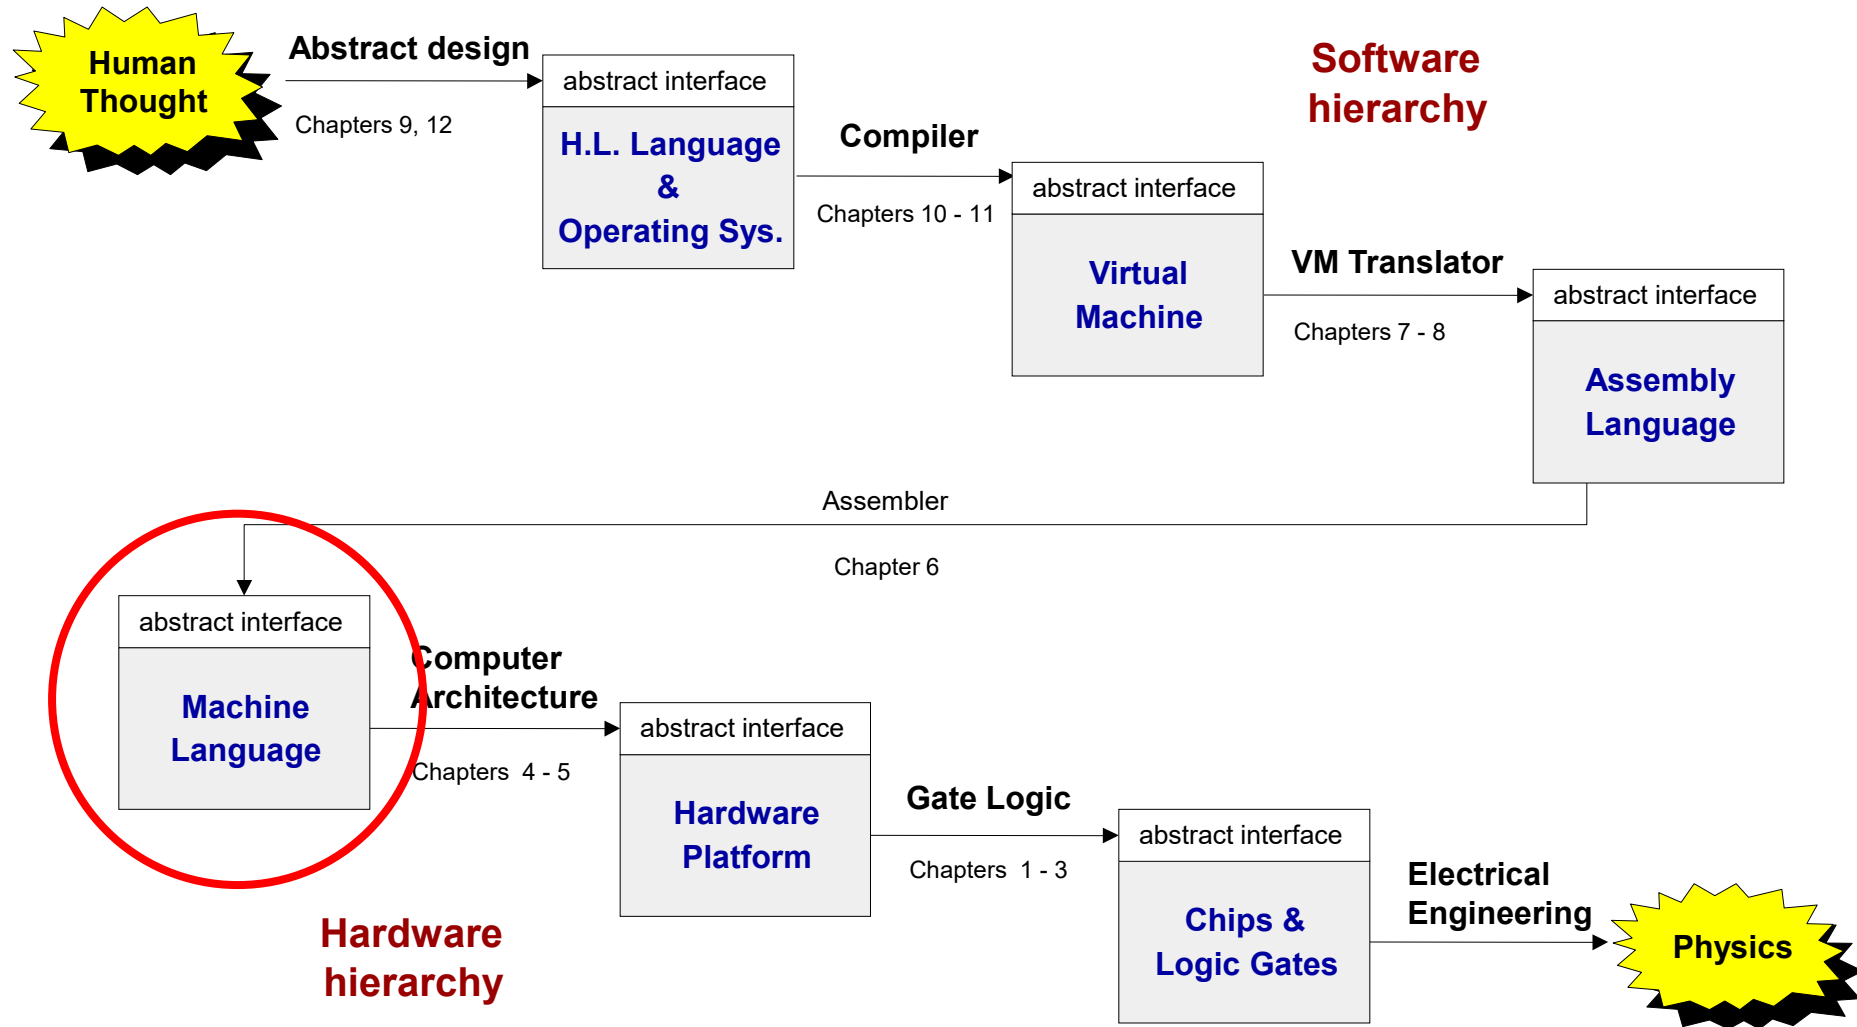 Human
Thought
Abstract design
Chapters 9, 12
abstract interface
H.L. Language
&
Operating Sys.
Compiler
Chapters 10 - 11
abstract interface
Virtual
Machine
Software
hierarchy
VM Translator
Chapters 7 - 8
abstract interface
Assembly
Language
Assembler
Chapter 6
abstract interface
Machine
Language
Computer
Architecture
Chapters 4 - 5
abstract interface
Hardware
Platform
Gate Logic
Chapters 1 - 3
abstract interface
Chips &
Logic Gates
Electrical
Engineering
Physics
Hardware
hierarchy